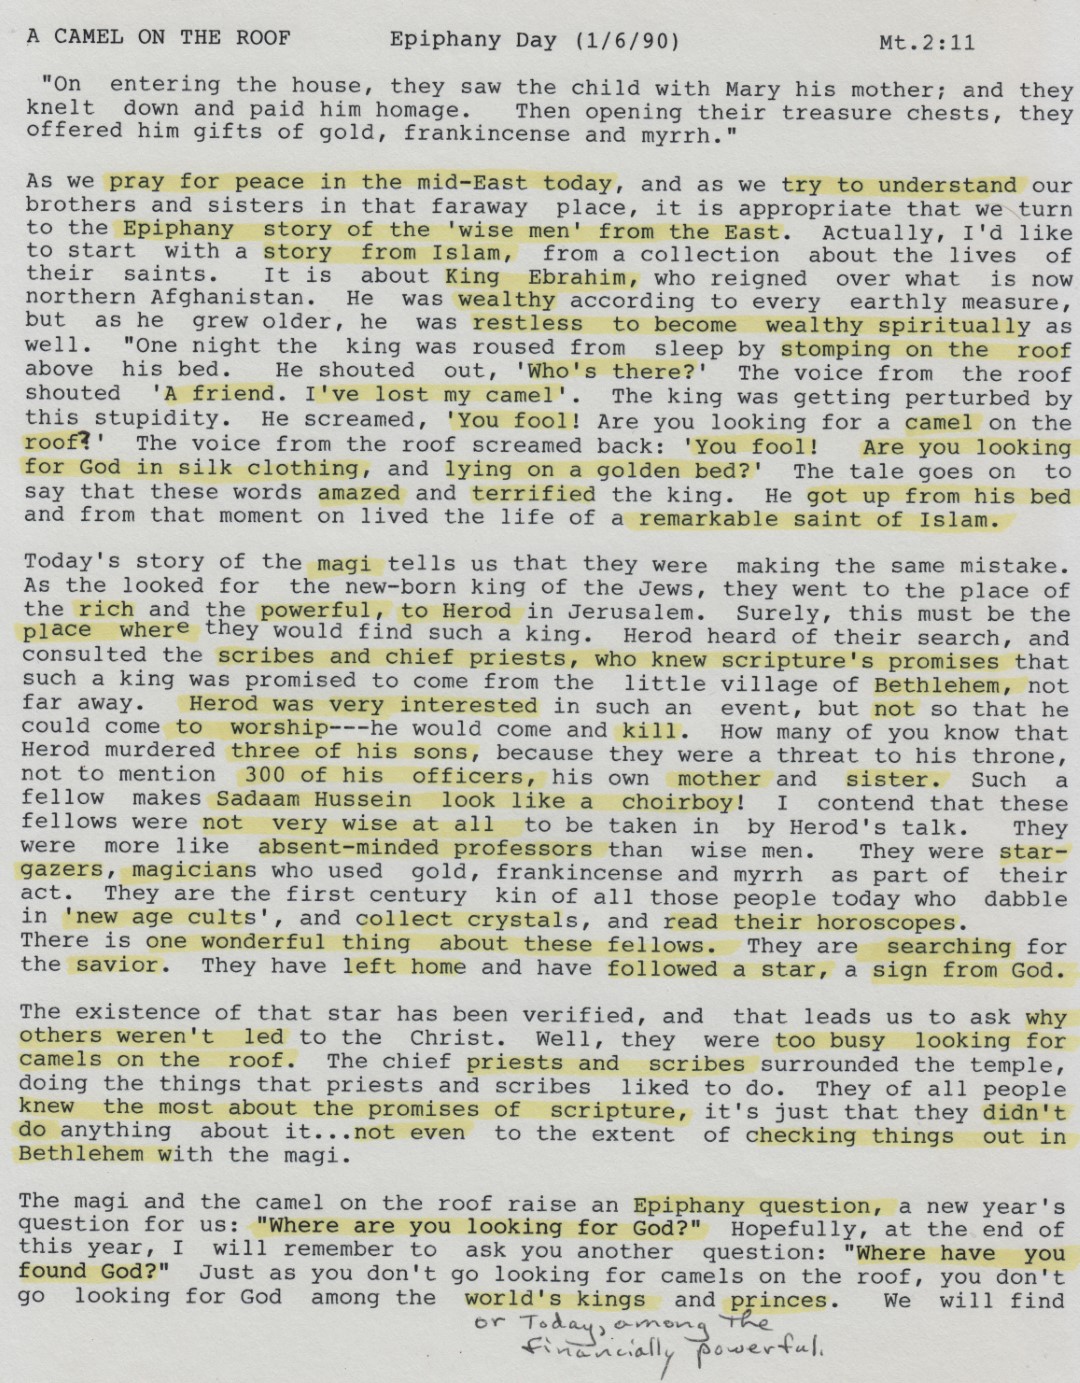 A CAMEL ON THE ROOF Epiphany Day (1/6/90) Mt.2:11
"On entering the house, they saw the child with Mary his mother; and they
knelt down and paid him homage. Then opening their treasure chests, they
offered him gifts of gold, frankincense and myrrh."
As we pray for peace in the mid-East today, and as we try to understand our
brothers and sisters in that faraway place, it is appropriate that we turn
to the Epiphany story of the 'wise men' from the East. Actually, I'd like
to start with a story from Islam, from a collection about the lives of
their saints. It is about King Ebrahim, who reigned over what is now
northern Afghanistan. He was wealthy according to every earthly measure,
but as he grew older, he was restless to become wealthy spiritually as
well. "One night the king was roused from sleep by stomping on the roof
above his bed. He shouted out, 'Who's there?' The voice from the roof
shouted 'A friend. I've lost my camel'. The king was getting perturbed by
this stupidity. He screamed, 'You fool! Are you looking for a camel on the
roof?' The voice from the roof screamed back: 'You fool! Are you looking
for God in silk clothing, and lying on a golden bed?' The tale goes on to
say that these words amazed and terrified the king. He got up from his bed
and from that moment on lived the life of a remarkable saint of Islam.
Today's story of the magi tells us that they were making the same mistake.
As the looked for the new-born king of the Jews, they went to the place of
the rich and the powerful, to Herod in Jerusalem. Surely, this must be the
place where they would find such a king. Herod heard of their search, and
consulted the scribes and chief priests, who knew scripture's promises that
such a king was promised to come from the little village of Bethlehem, not
far away. Herod was very interested in such an event, but not so that he
could come to worship---he would come and kill. How many of you know that
Herod murdered three of his sons, because they were a threat to his throne,
not to mention 300 of his officers, his own mother and sister. Such a
fellow makes Sadaam Hussein look like a choirboy! I contend that these
fellows were not very wise at all to be taken in by Herod's talk. They
were more like absent-minded professors than wise men. They were star-
gazers, magicians who used gold, frankincense and myrrh as part of their
act. They are the first century kin of all those people today who dabble
in 'new age cults', and collect crystals, and read their horoscopes.
There is one wonderful thing about these fellows. They are searching for
the savior. They have left home and have followed a star, a sign from God.
The existence of that star has been verified, and that leads us to ask why
others weren't led to the Christ. Well, they were too busy looking for
camels on the roof. The chief priests and scribes surrounded the temple,
doing the things that priests and scribes liked to do. They of all people
knew the most about the promises of scripture, it's just that they didn't
do anything about it...not even to the extent of checking things out in
Bethlehem with the magi.
The magi and the camel on the roof raise an Epiphany question, a new year's
question for us: "Where are you looking for God?" Hopefully, at the end of
this year, I will remember to ask you another question: "Where have you
found God?" Just as you don't go looking for camels on the roof, you don't
go looking for God among the world's kings and princes. We will find
or Today, among the
financially powerful.